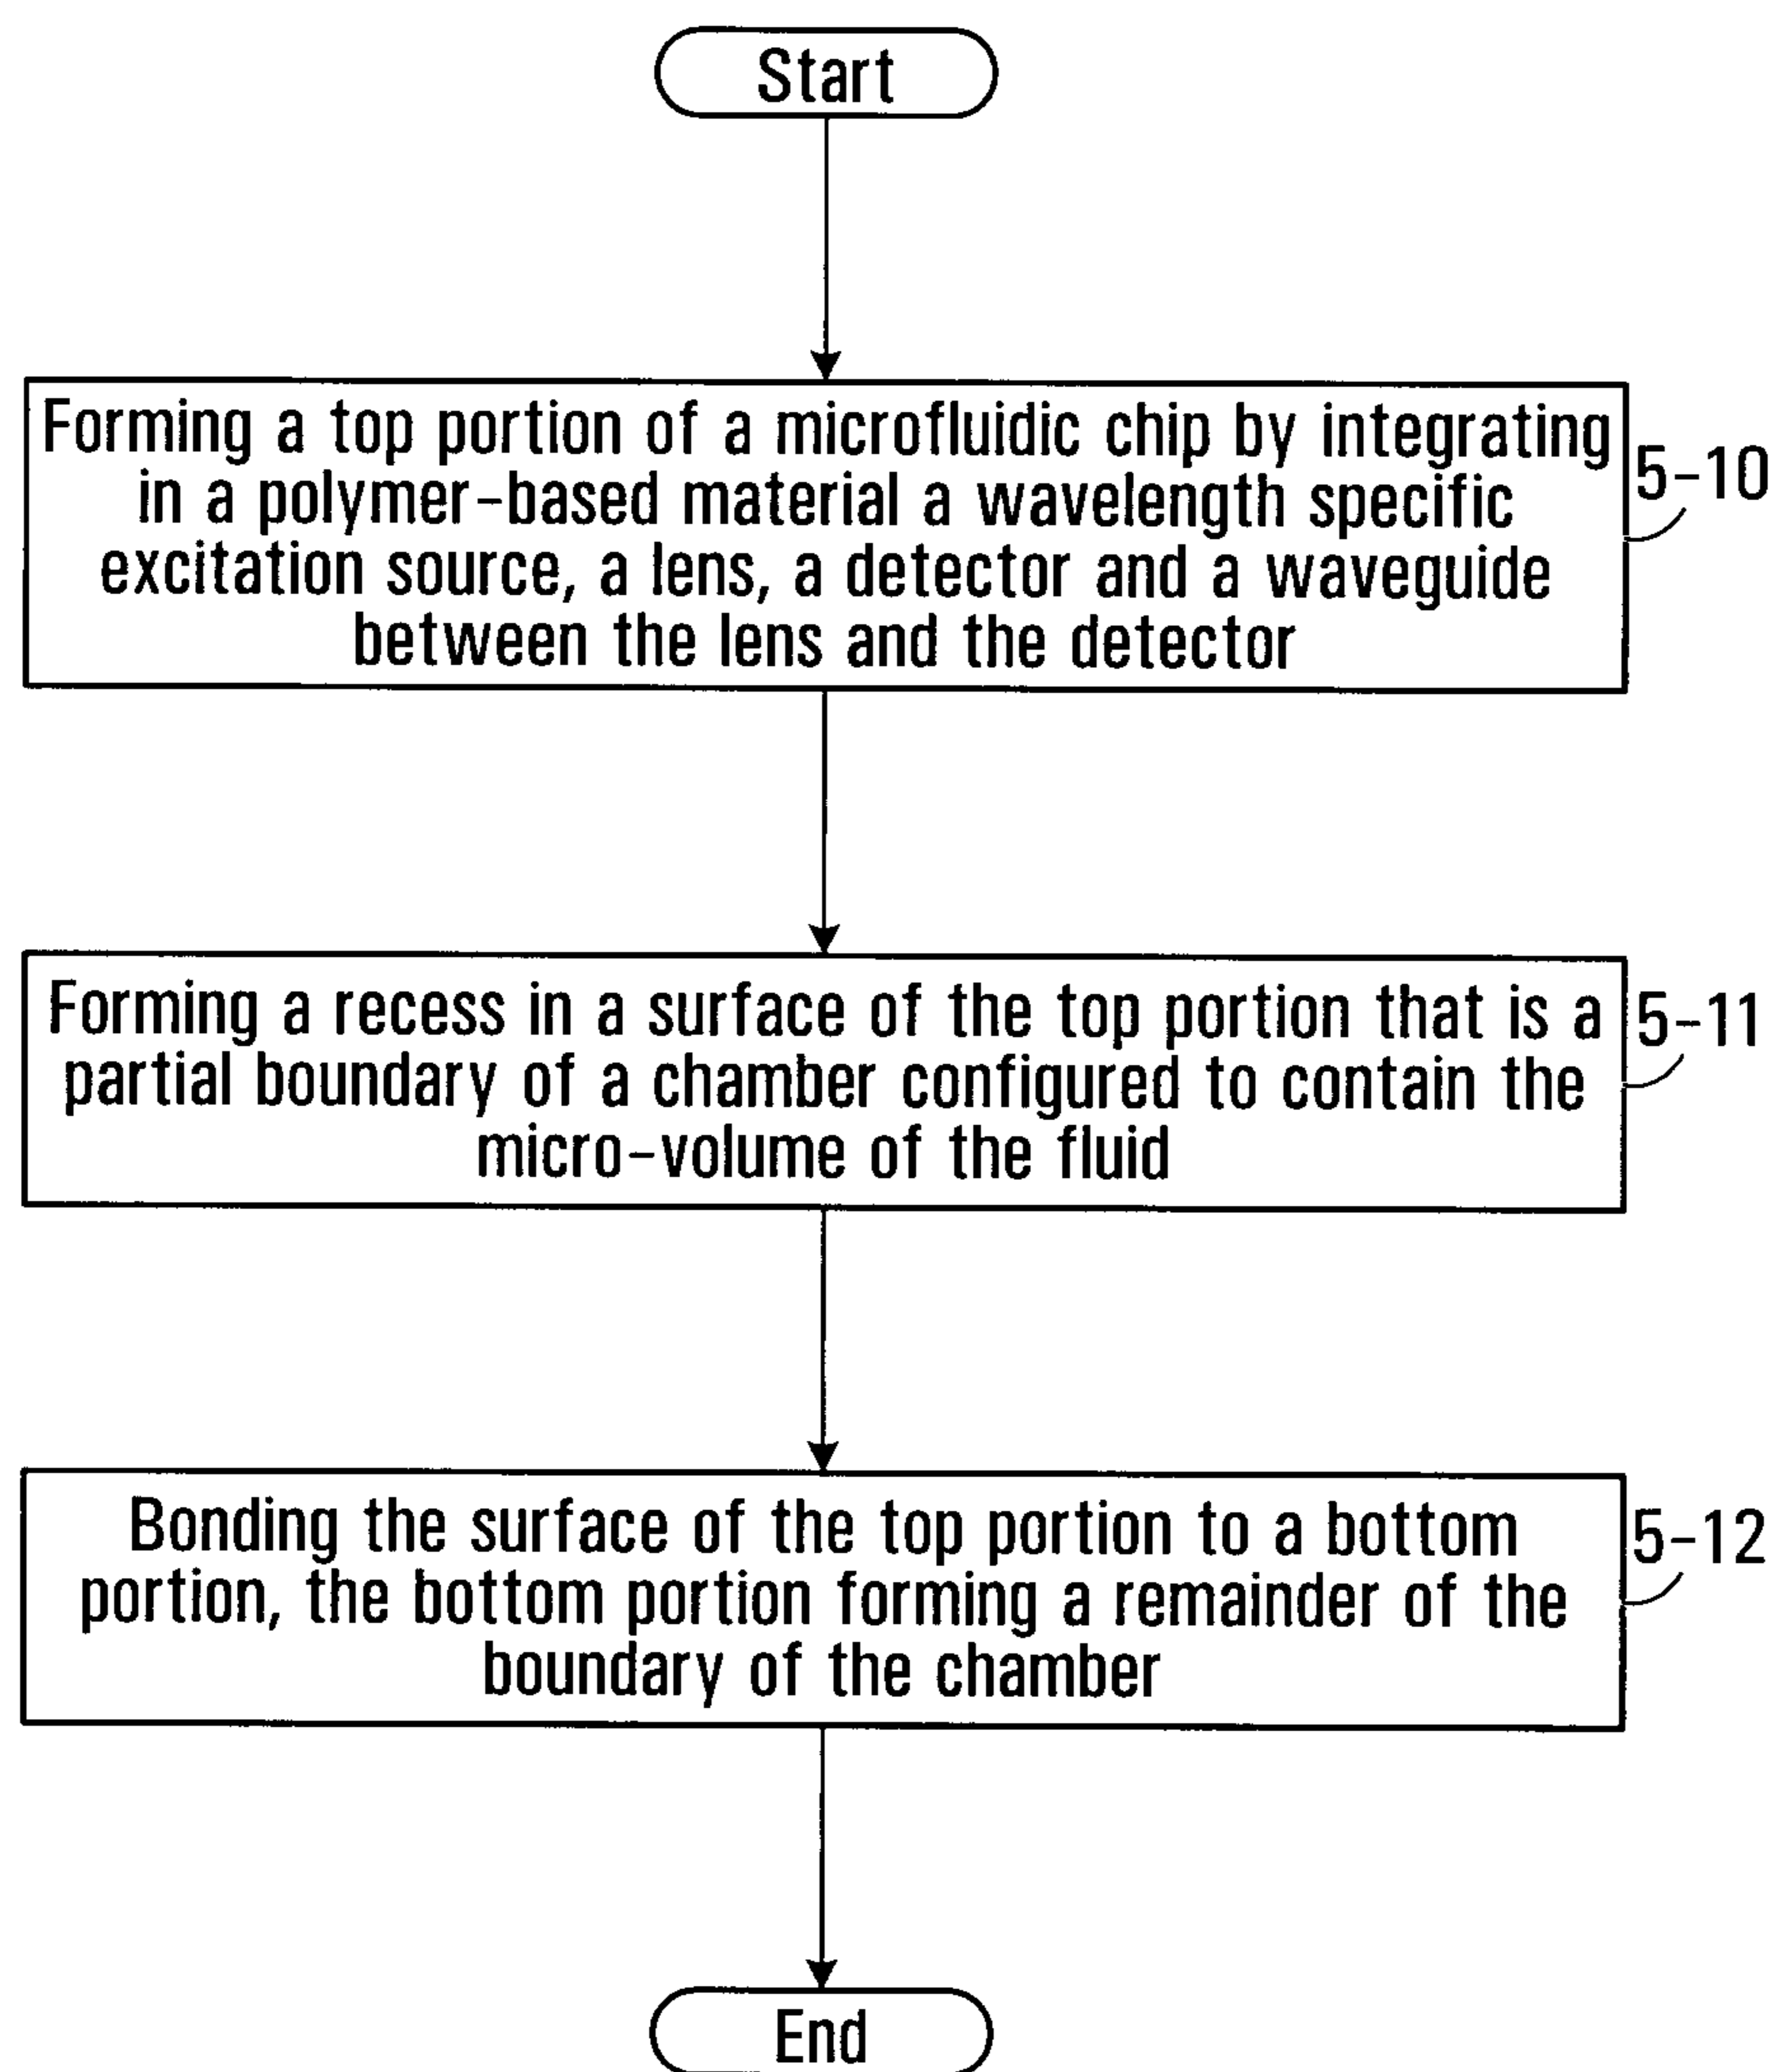 Start
Forming a top portion of a microfluidic chip by integrating
in a polymer-based material a wavelength specific
excitation source, a lens, a detector and a waveguide
between the lens and the detector
5-10
Forming a recess in a surface of the top portion that is a
partial boundary of a chamber configured to contain the
micro-volume of the fluid
5-11
Bonding the surface of the top portion to a bottom
portion, the bottom portion forming a remainder of the
boundary of the chamber
5-12
End